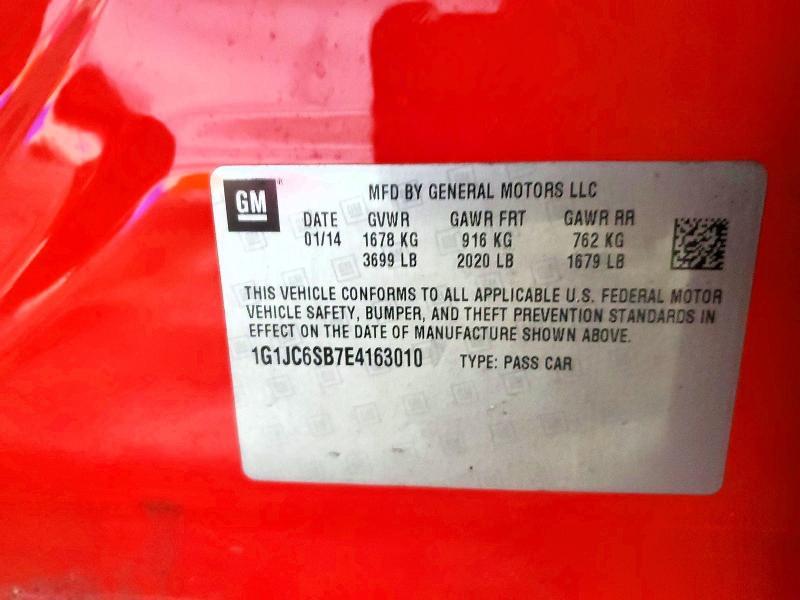 GM
MFD BY GENERAL MOTORS LLC
DATE GVWR GAWR FRT GAWR RR
01/14 1678 KG 916 KG 762 KG
3699 LB 2020 LB 1679 LB
THIS VEHICLE CONFORMS TO ALL APPLICABLE U.S. FEDERAL MOTOR
VEHICLE SAFETY, BUMPER, AND THEFT PREVENTION STANDARDS IN
EFFECT ON THE DATE OF MANUFACTURE SHOWN ABOVE.
1G1JC6SB7E4163010 TYPE: PASS CAR